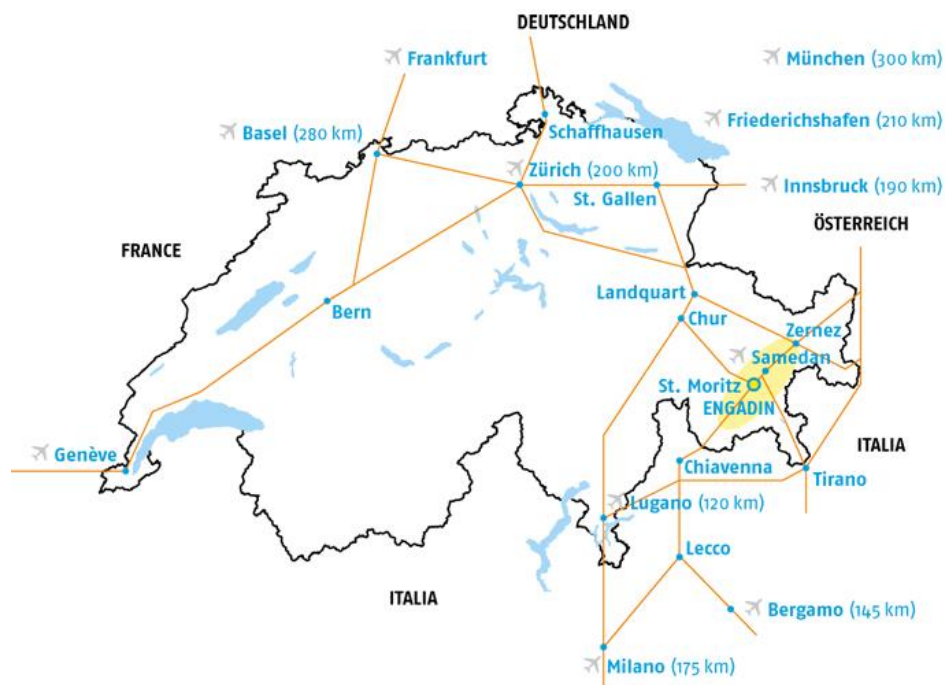 DEUTSCHLAND
Frankfurt
München (300 km)
Basel (280 km)
Schaffhausen
Friederichshafen (210 km)
Zürich (200 km)
St. Gallen
Innsbruck (190 km)
ÖSTERREICH
FRANCE
Landquart
Bern
Chur
Zernez
Samedan
St. Moritz
ENGADIN
ITALIA
Genève
Chiavenna
Tirano
Lugano (120 km)
Lecco
ITALIA
Bergamo (145 km)
Milano (175 km)